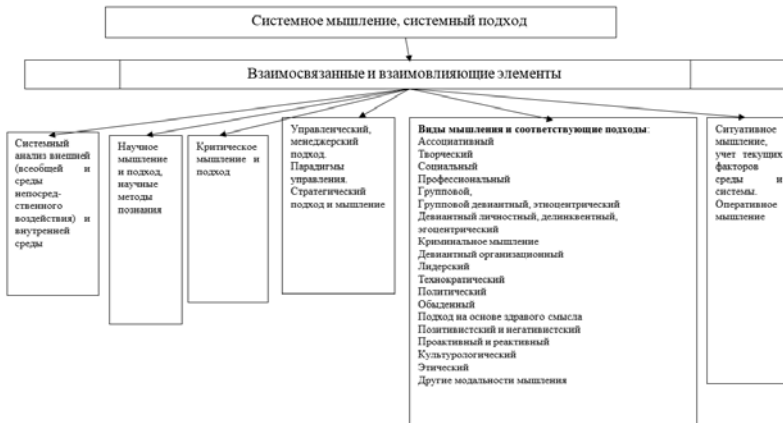 Системное мышление, системный подход
Взаимосвязанные и взаимовлияющие элементы
Системный
анализ внешней
(всеобщей и
среды
непосред-
ственного
воздействия) и
внутренней
среды
Научное
мышление
и подход,
научные
методы
познания
Критическое
мышление и
подход
Управленческий,
менеджерский
подход.
Парадигмы
управления.
Стратегический
подход и мышление
Виды мышления и соответствующие подходы:
Ассоциативный
Творческий
Социальный
Профессиональный
Групповой,
Групповой девиантный, этноцентрический
Девиантный личностный, делинквентный,
эгоцентрический
Криминальное мышление
Девиантный организационный
Лидерский
Технократический
Политический
Обыденный
Подход на основе здравого смысла
Позитивистский и негативистский
Проактивный и реактивный
Культурологический
Этический
Другие модальности мышления
Ситуативное
мышление,
учет текущих
факторов
среды и
системы.
Оперативное
мышление